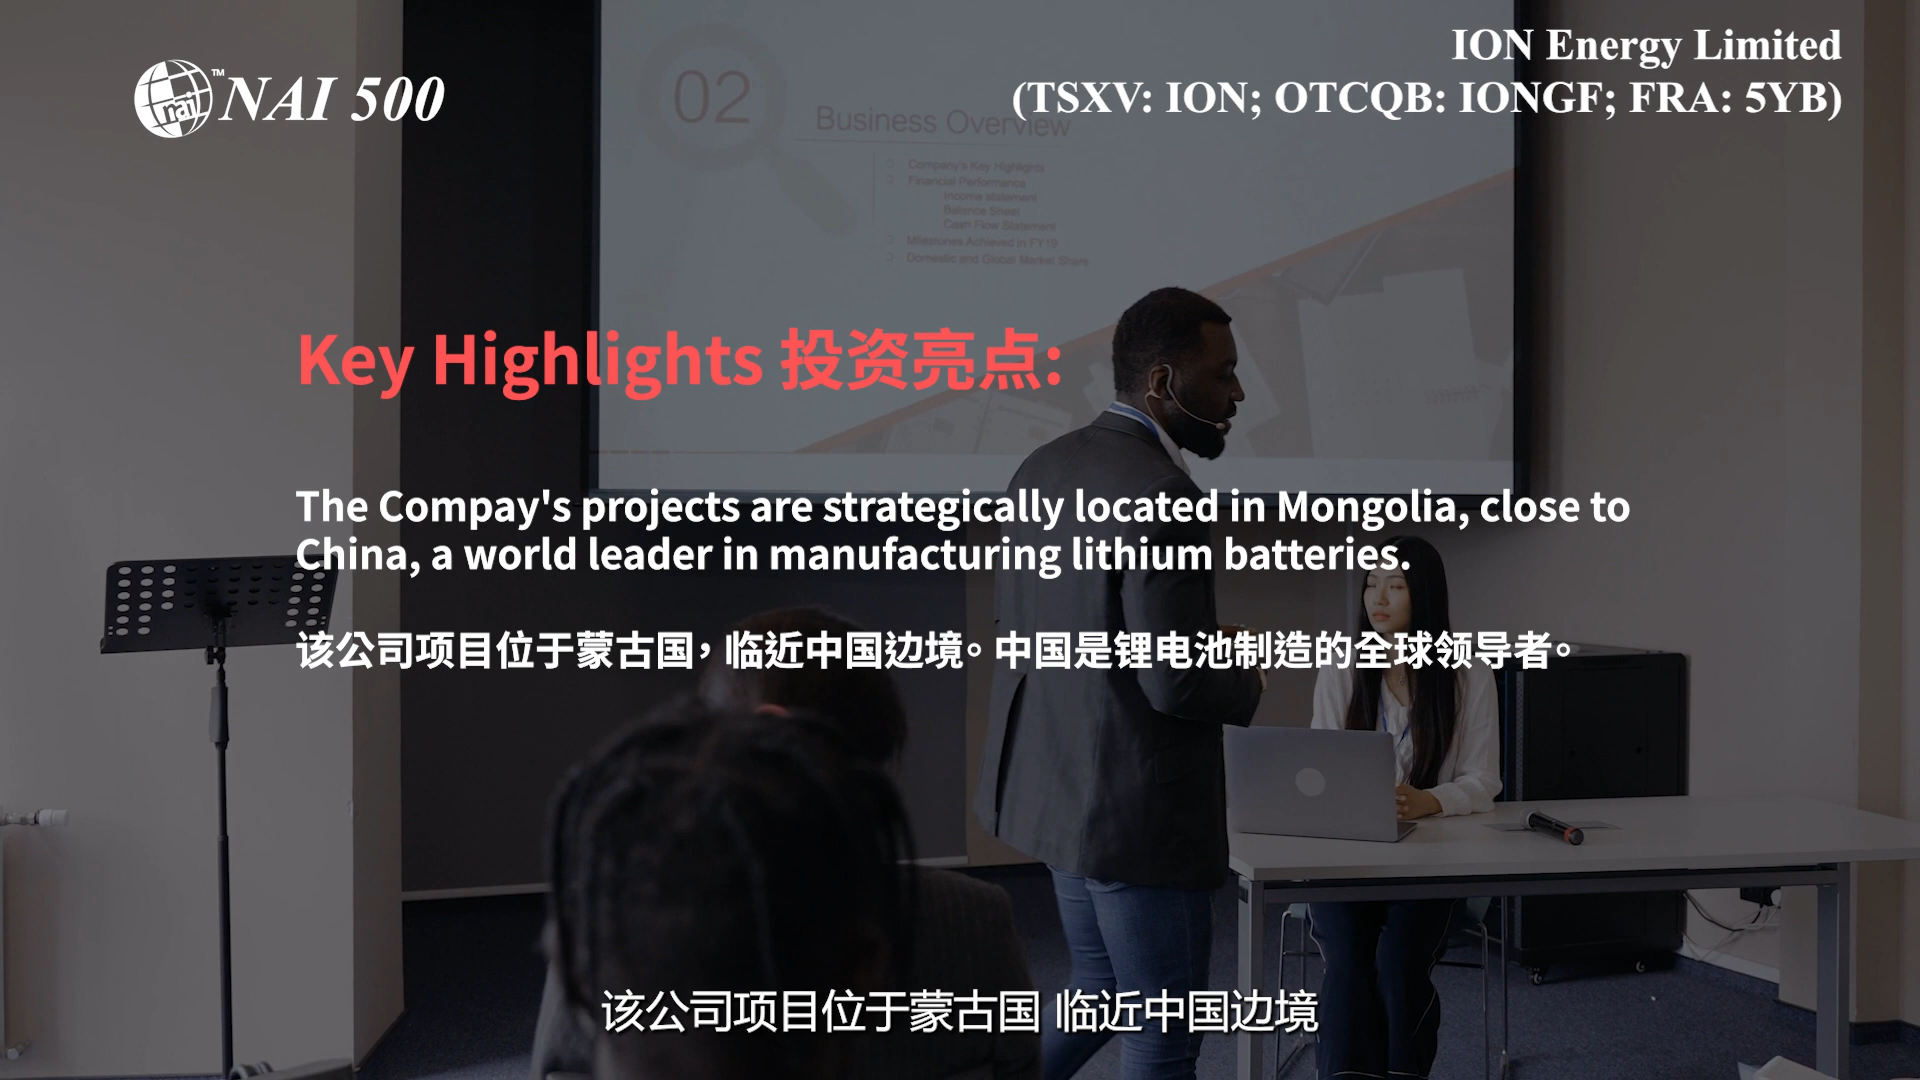 nai
™NAI 500
ION Energy Limited
(TSXV: ION; OTCQB: IONGF; FRA: 5YB)
02
Business Overview
Company's Key Highlights
Financial Performance
Income statement
Balance Sheet
Cash Flow Statement
Milestones Achieved in FY19
Domestic and Global Market Share
Key Highlights 投资亮点:
The Compay's projects are strategically located in Mongolia, close to
China, a world leader in manufacturing lithium batteries.
该公司项目位于蒙古国，临近中国边境。中国是锂电池制造的全球领导者。
该公司项目位于蒙古国 临近中国边境